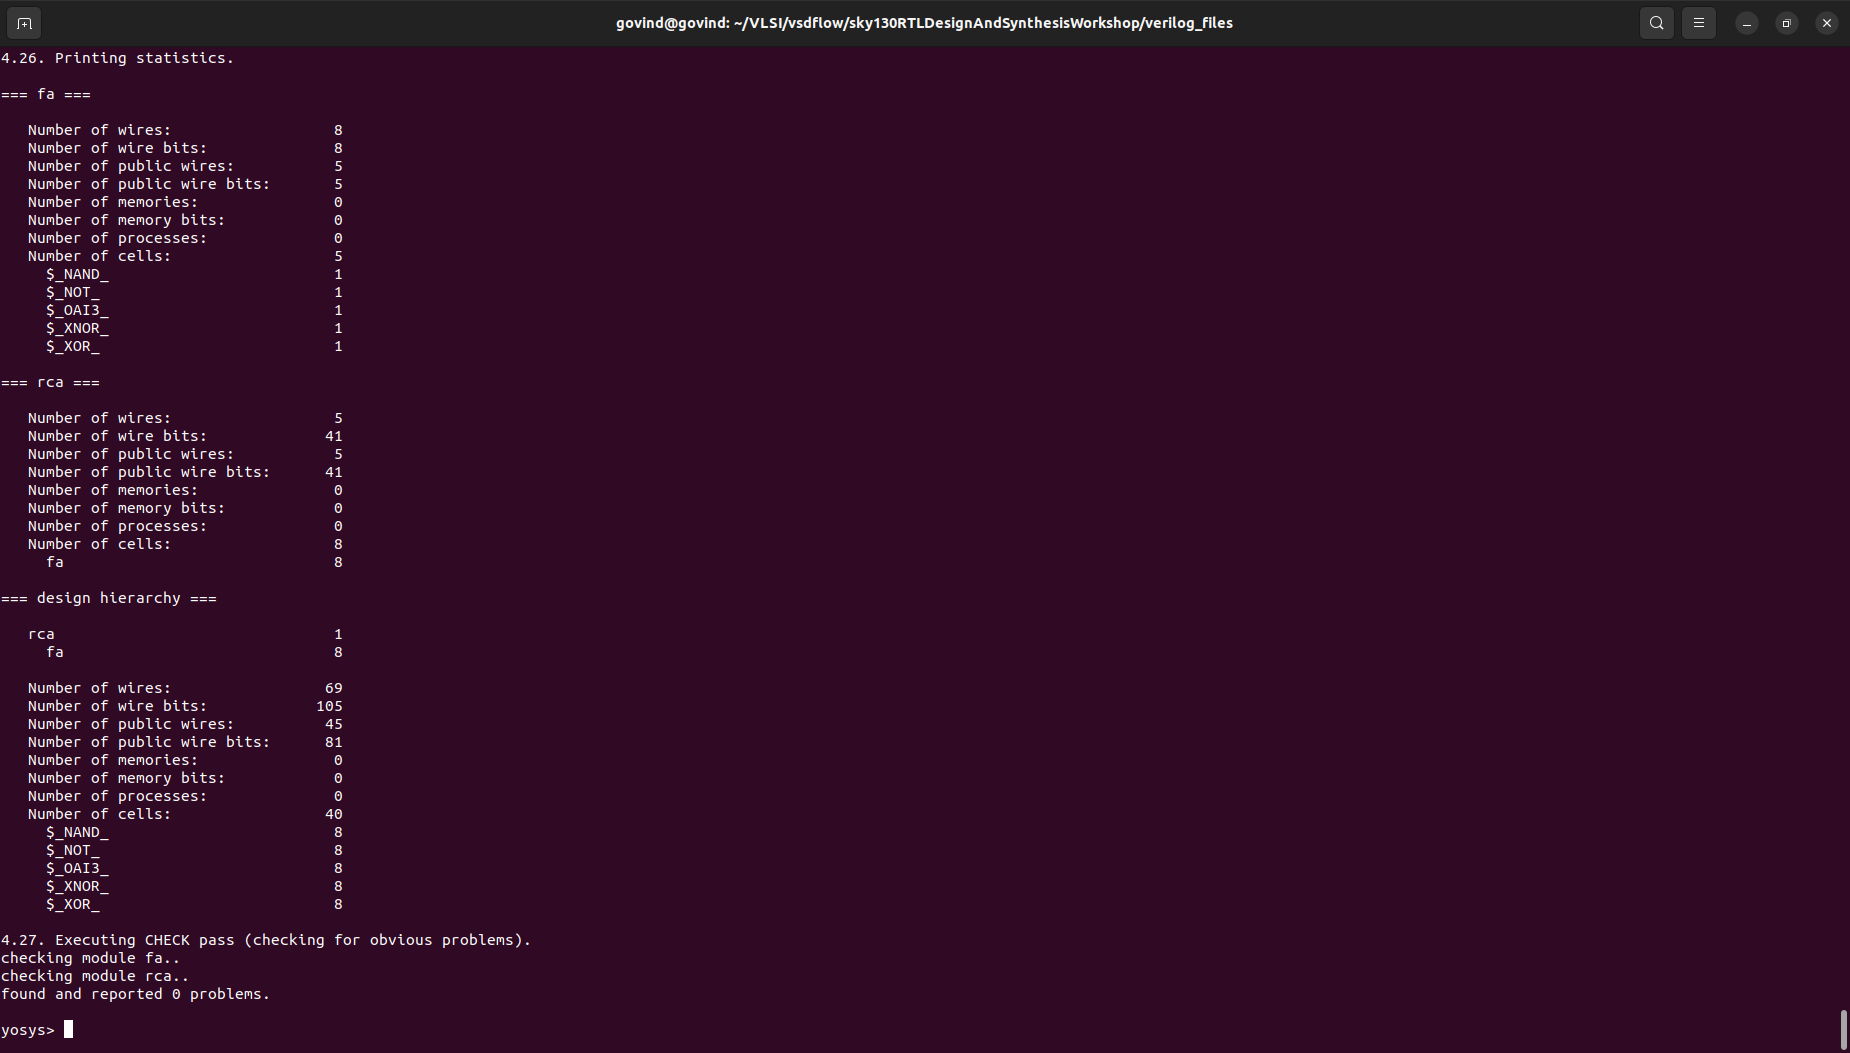 govind@govind: ~/VLSI/vsdflow/sky130RTLDesignAndSynthesisWorkshop/verilog_files
4.26. Printing statistics.
=== fa ===
Number of wires: 8
Number of wire bits: 8
Number of public wires: 5
Number of public wire bits: 5
Number of memories: 0
Number of memory bits: 0
Number of processes: 0
Number of cells: 5
$_NAND_ 1
$_NOT_ 1
$_OAI3_ 1
$_XNOR_ 1
$_XOR_ 1
=== rca ===
Number of wires: 5
Number of wire bits: 41
Number of public wires: 5
Number of public wire bits: 41
Number of memories: 0
Number of memory bits: 0
Number of processes: 0
Number of cells: 8
fa 8
=== design hierarchy ===
rca 1
fa 8
Number of wires: 69
Number of wire bits: 105
Number of public wires: 45
Number of public wire bits: 81
Number of memories: 0
Number of memory bits: 0
Number of processes: 0
Number of cells: 40
$_NAND_ 8
$_NOT_ 8
$_OAI3_ 8
$_XNOR_ 8
$_XOR_ 8
4.27. Executing CHECK pass (checking for obvious problems).
checking module fa..
checking module rca..
found and reported 0 problems.
yosys>